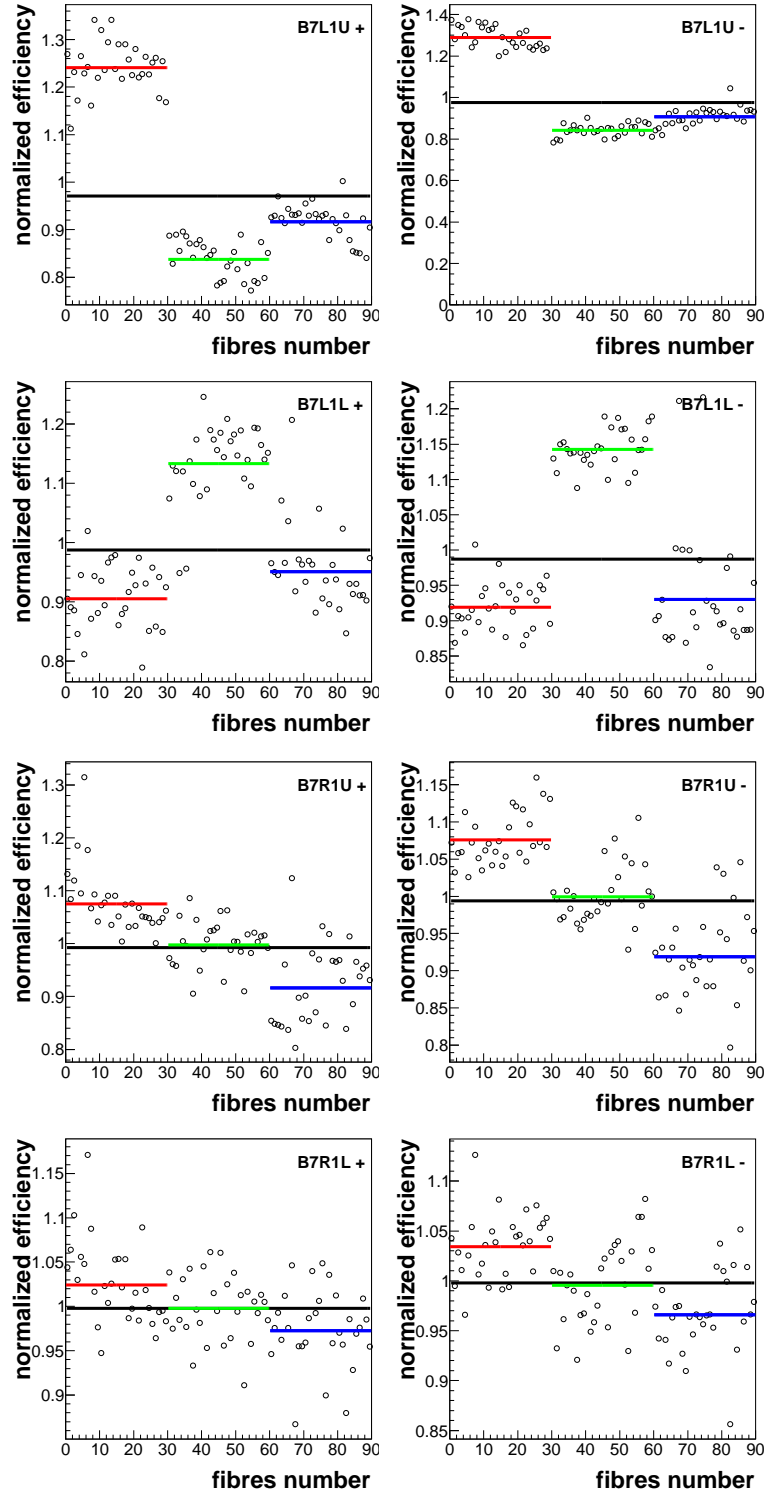 B7L1U +
normalized efficiency
1.3
1.2
1.1
1
0.9
0.8
0 10 20 30 40 50 60 70 80 90
fibres number
B7L1U -
normalized efficiency
1.4
1.2
1
0.8
0.6
0.4
0.2
0
0 10 20 30 40 50 60 70 80 90
fibres number
B7L1L +
normalized efficiency
1.2
1.1
1
0.9
0.8
0 10 20 30 40 50 60 70 80 90
fibres number
B7L1L -
normalized efficiency
1.2
1.15
1.1
1.05
1
0.95
0.9
0.85
0 10 20 30 40 50 60 70 80 90
fibres number
B7R1U +
normalized efficiency
1.3
1.2
1.1
1
0.9
0.8
0 10 20 30 40 50 60 70 80 90
fibres number
B7R1U -
normalized efficiency
1.15
1.1
1.05
1
0.95
0.9
0.85
0.8
0 10 20 30 40 50 60 70 80 90
fibres number
B7R1L +
normalized efficiency
1.15
1.1
1.05
1
0.95
0.9
0 10 20 30 40 50 60 70 80 90
fibres number
B7R1L -
normalized efficiency
1.1
1.05
1
0.95
0.9
0.85
0 10 20 30 40 50 60 70 80 90
fibres number